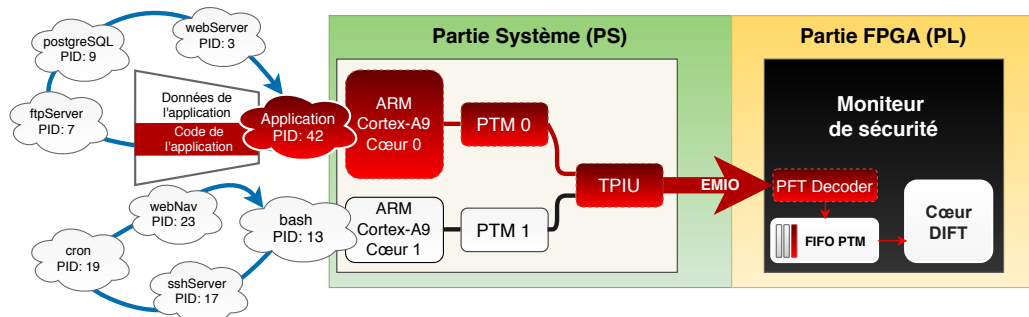 webServer
PID: 3
postgreSQL
PID: 9
ftpServer
PID: 7
Données de
l'application
Code de
l'application
Application
PID: 42
webNav
PID: 23
bash
PID: 13
cron
PID: 19
sshServer
PID: 17
Partie Système (PS)
ARM
Cortex-A9
Cœur 0
PTM 0
ARM
Cortex-A9
Cœur 1
PTM 1
TPIU
EMIO
Partie FPGA (PL)
Moniteur
de sécurité
PFT Decoder
FIFO PTM
Cœur
DIFT